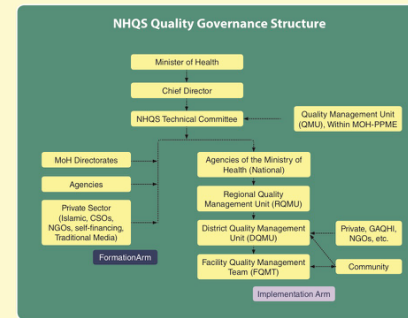 NHQS Quality Governance Structure
Minister of Health
Chief Director
NHQS Technical Committee
Quality Management Unit
(QMU), Within MOH-PPME
MoH Directorates
Agencies
Private Sector
(Islamic, CSOs,
NGOs, self-financing,
Traditional Media)
FormationArm
Agencies of the Ministry of
Health (National)
Regional Quality
Management Unit (RQMU)
District Quality Management
Unit (DQMU)
Facility Quality Management
Team (FQMT)
Private, GAQHI,
NGOs, etc.
Community
Implementation Arm